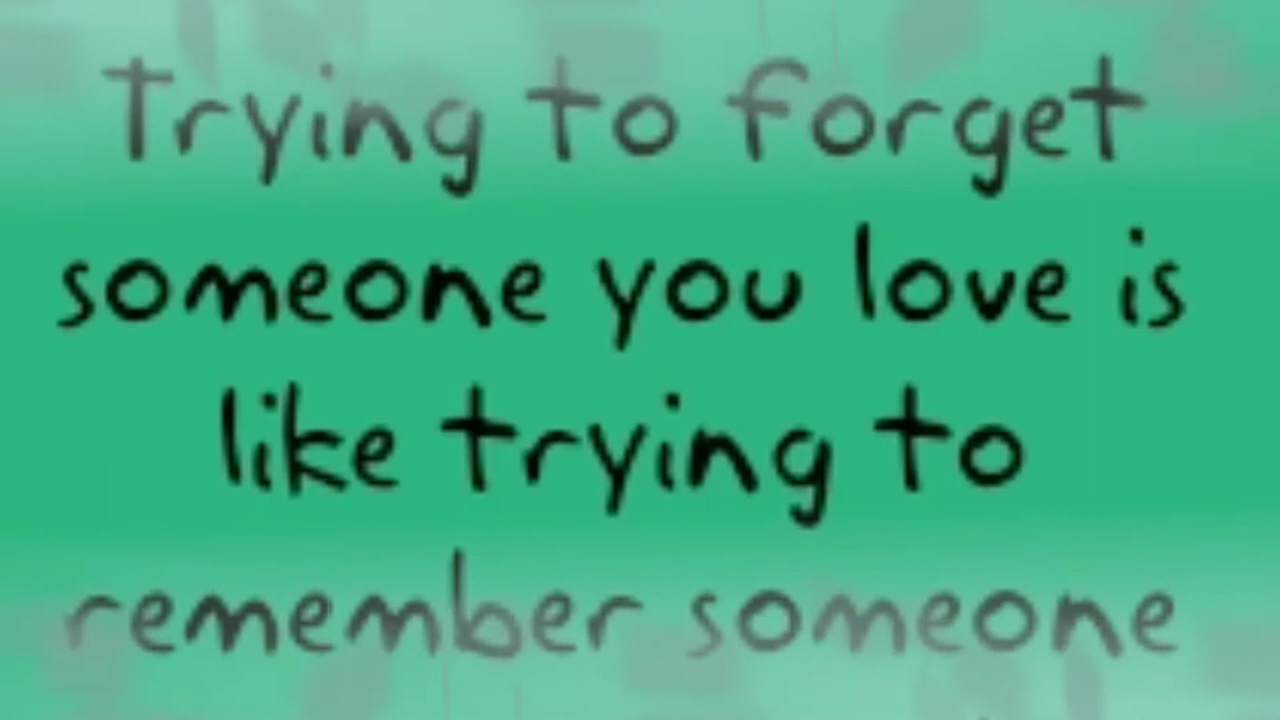 Trying to forget
someone you love is
like trying to
remember someone